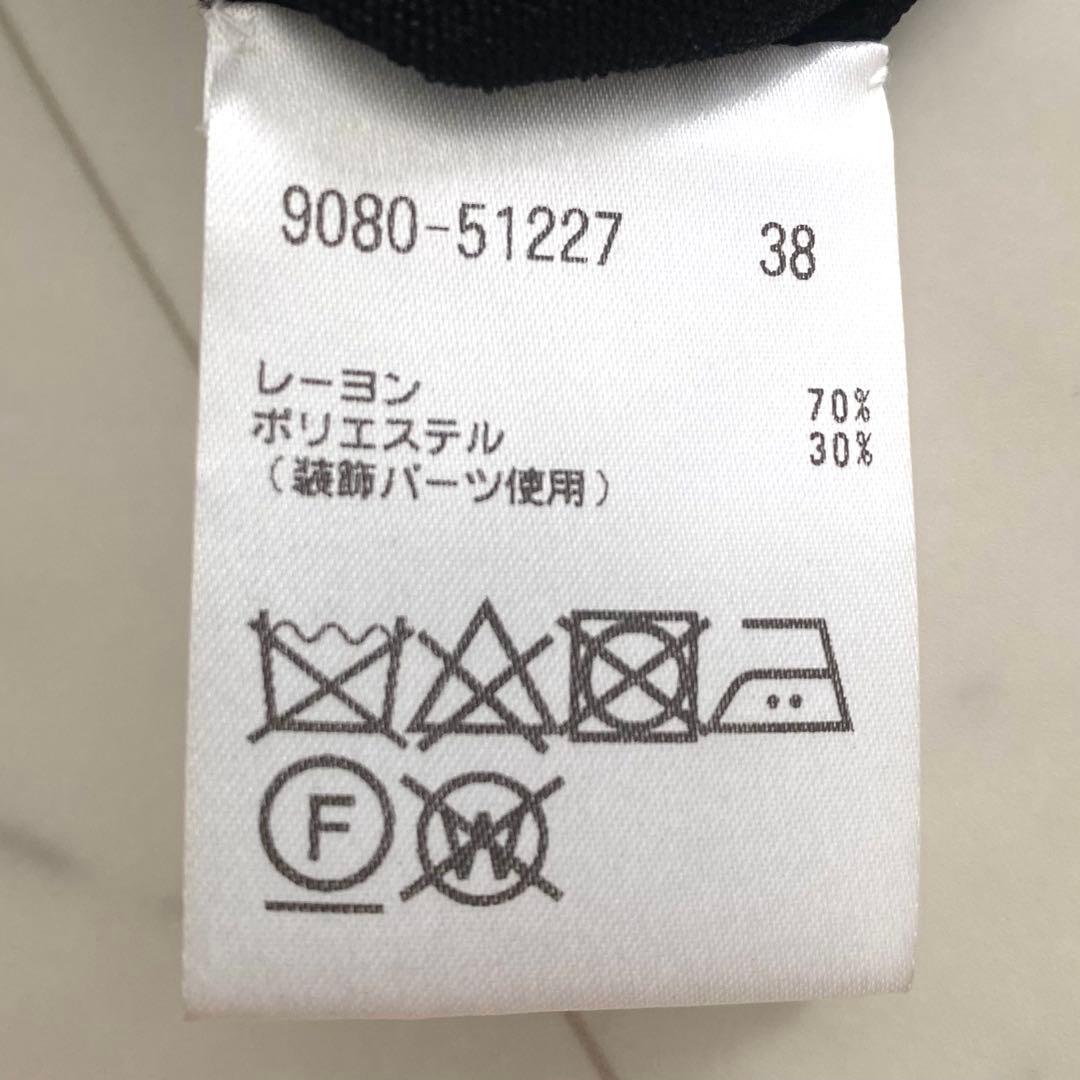 9080-51227 38
レーヨン 70%
ポリエステル 30%
（装飾パーツ使用）
F W